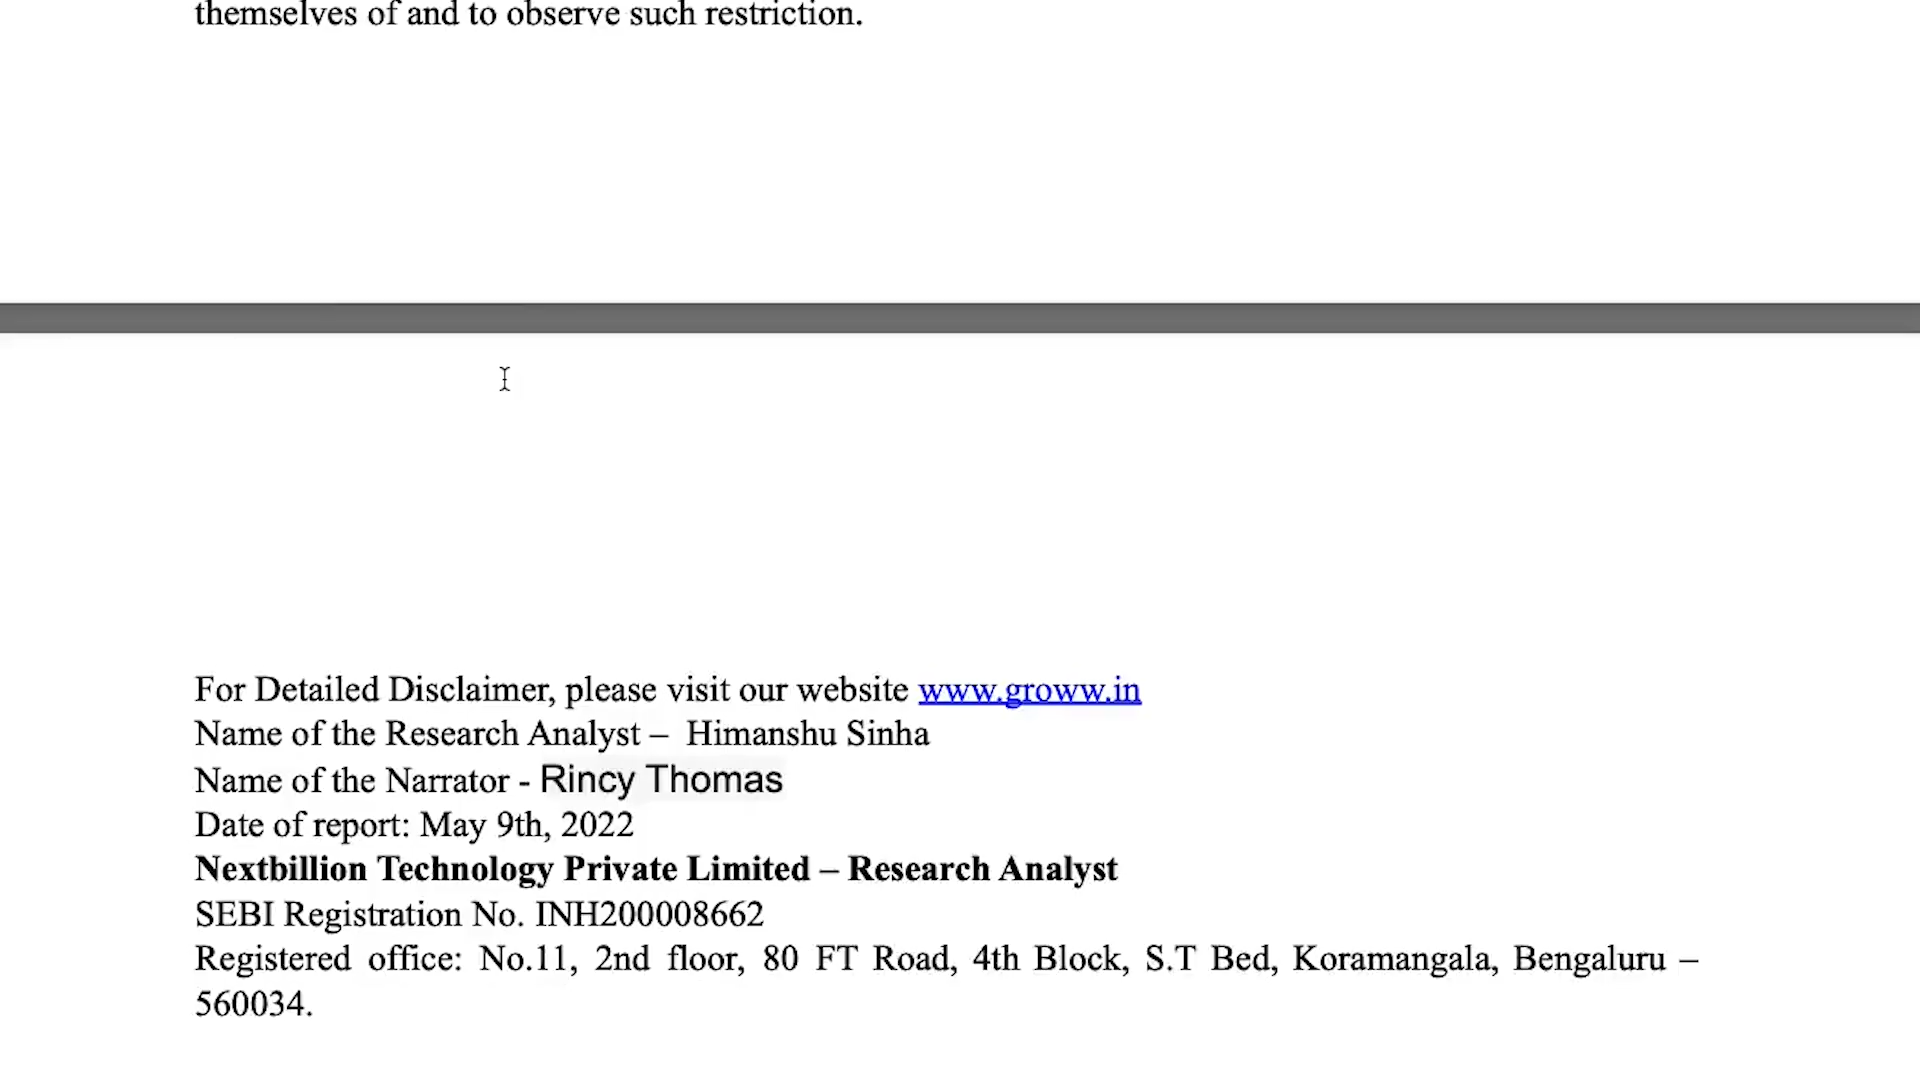 themselves of and to observe such restriction.
For Detailed Disclaimer, please visit our website www.groww.in
Name of the Research Analyst –  Himanshu Sinha
Name of the Narrator - Rincy Thomas
Date of report: May 9th, 2022
Nextbillion Technology Private Limited – Research Analyst
SEBI Registration No. INH200008662
Registered office: No.11, 2nd floor, 80 FT Road, 4th Block, S.T Bed, Koramangala, Bengaluru –
560034.